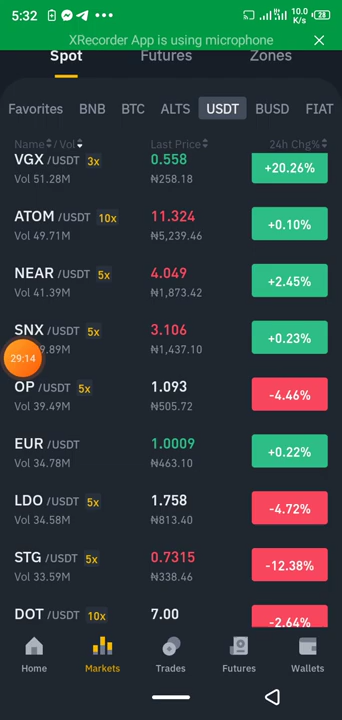 5:32
10.0
K/s
28
XRecorder App is using microphone
Spot Futures Zones
Favorites BNB BTC ALTS USDT BUSD FIAT
Name / Vol Last Price 24h Chg%
VGX /USDT 3x 0.558 +20.26%
Vol 51.28M ₦258.18
ATOM /USDT 10x 11.324 +0.10%
Vol 49.71M ₦5,239.46
NEAR /USDT 5x 4.049 +2.45%
Vol 41.39M ₦1,873.42
SNX /USDT 5x 3.106 +0.23%
29:14 9.89M ₦1,437.10
OP /USDT 5x 1.093 -4.46%
Vol 39.49M ₦505.72
EUR /USDT 1.0009 +0.22%
Vol 34.78M ₦463.10
LDO /USDT 5x 1.758 -4.72%
Vol 34.58M ₦813.40
STG /USDT 5x 0.7315 -12.38%
Vol 33.59M ₦338.46
DOT /USDT 10x 7.00 -2.64%
Home Markets Trades Futures Wallets